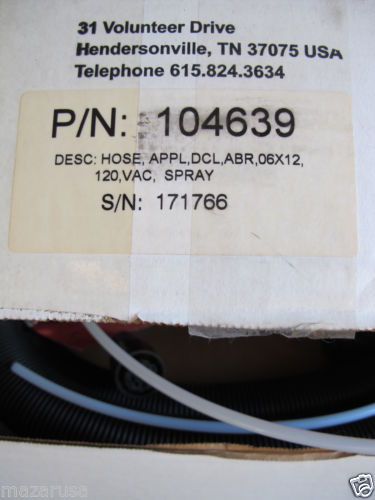 31 Volunteer Drive
Hendersonville, TN 37075 USA
Telephone 615.824.3634
P/N: 104639
DESC: HOSE, APPL,DCL,ABR,06X12,
120,VAC, SPRAY
S/N: 171766
mazarusa